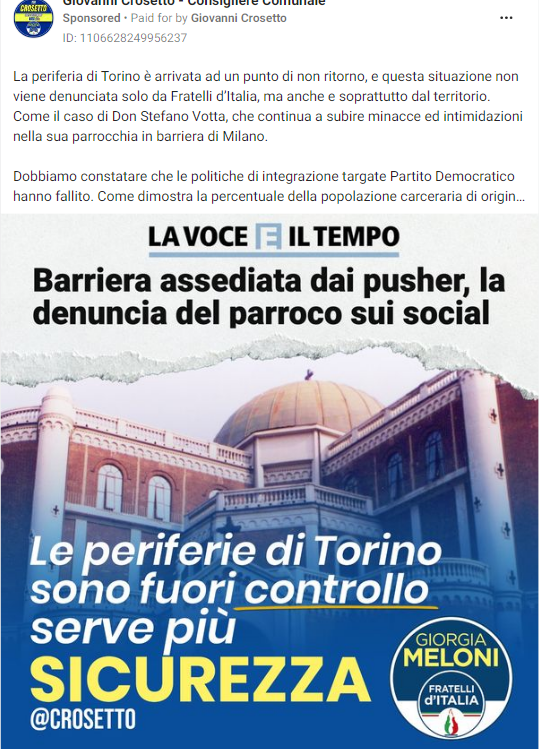 Giovanni Crosetto - Consigliere Comunale
Sponsored • Paid for by Giovanni Crosetto
ID: 1106628249956237
La periferia di Torino è arrivata ad un punto di non ritorno, e questa situazione non
viene denunciata solo da Fratelli d'Italia, ma anche e soprattutto dal territorio.
Come il caso di Don Stefano Votta, che continua a subire minacce ed intimidazioni
nella sua parrocchia in barriera di Milano.
Dobbiamo constatare che le politiche di integrazione targate Partito Democratico
hanno fallito. Come dimostra la percentuale della popolazione carceraria di origin...
LA VOCE E IL TEMPO
Barriera assediata dai pusher, la
denuncia del parroco sui social
Le periferie di Torino
sono fuori controllo
serve più
SICUREZZA
@CROSETTO
GIORGIA
MELONI
FRATELLI
d'ITALIA
CROSETTO